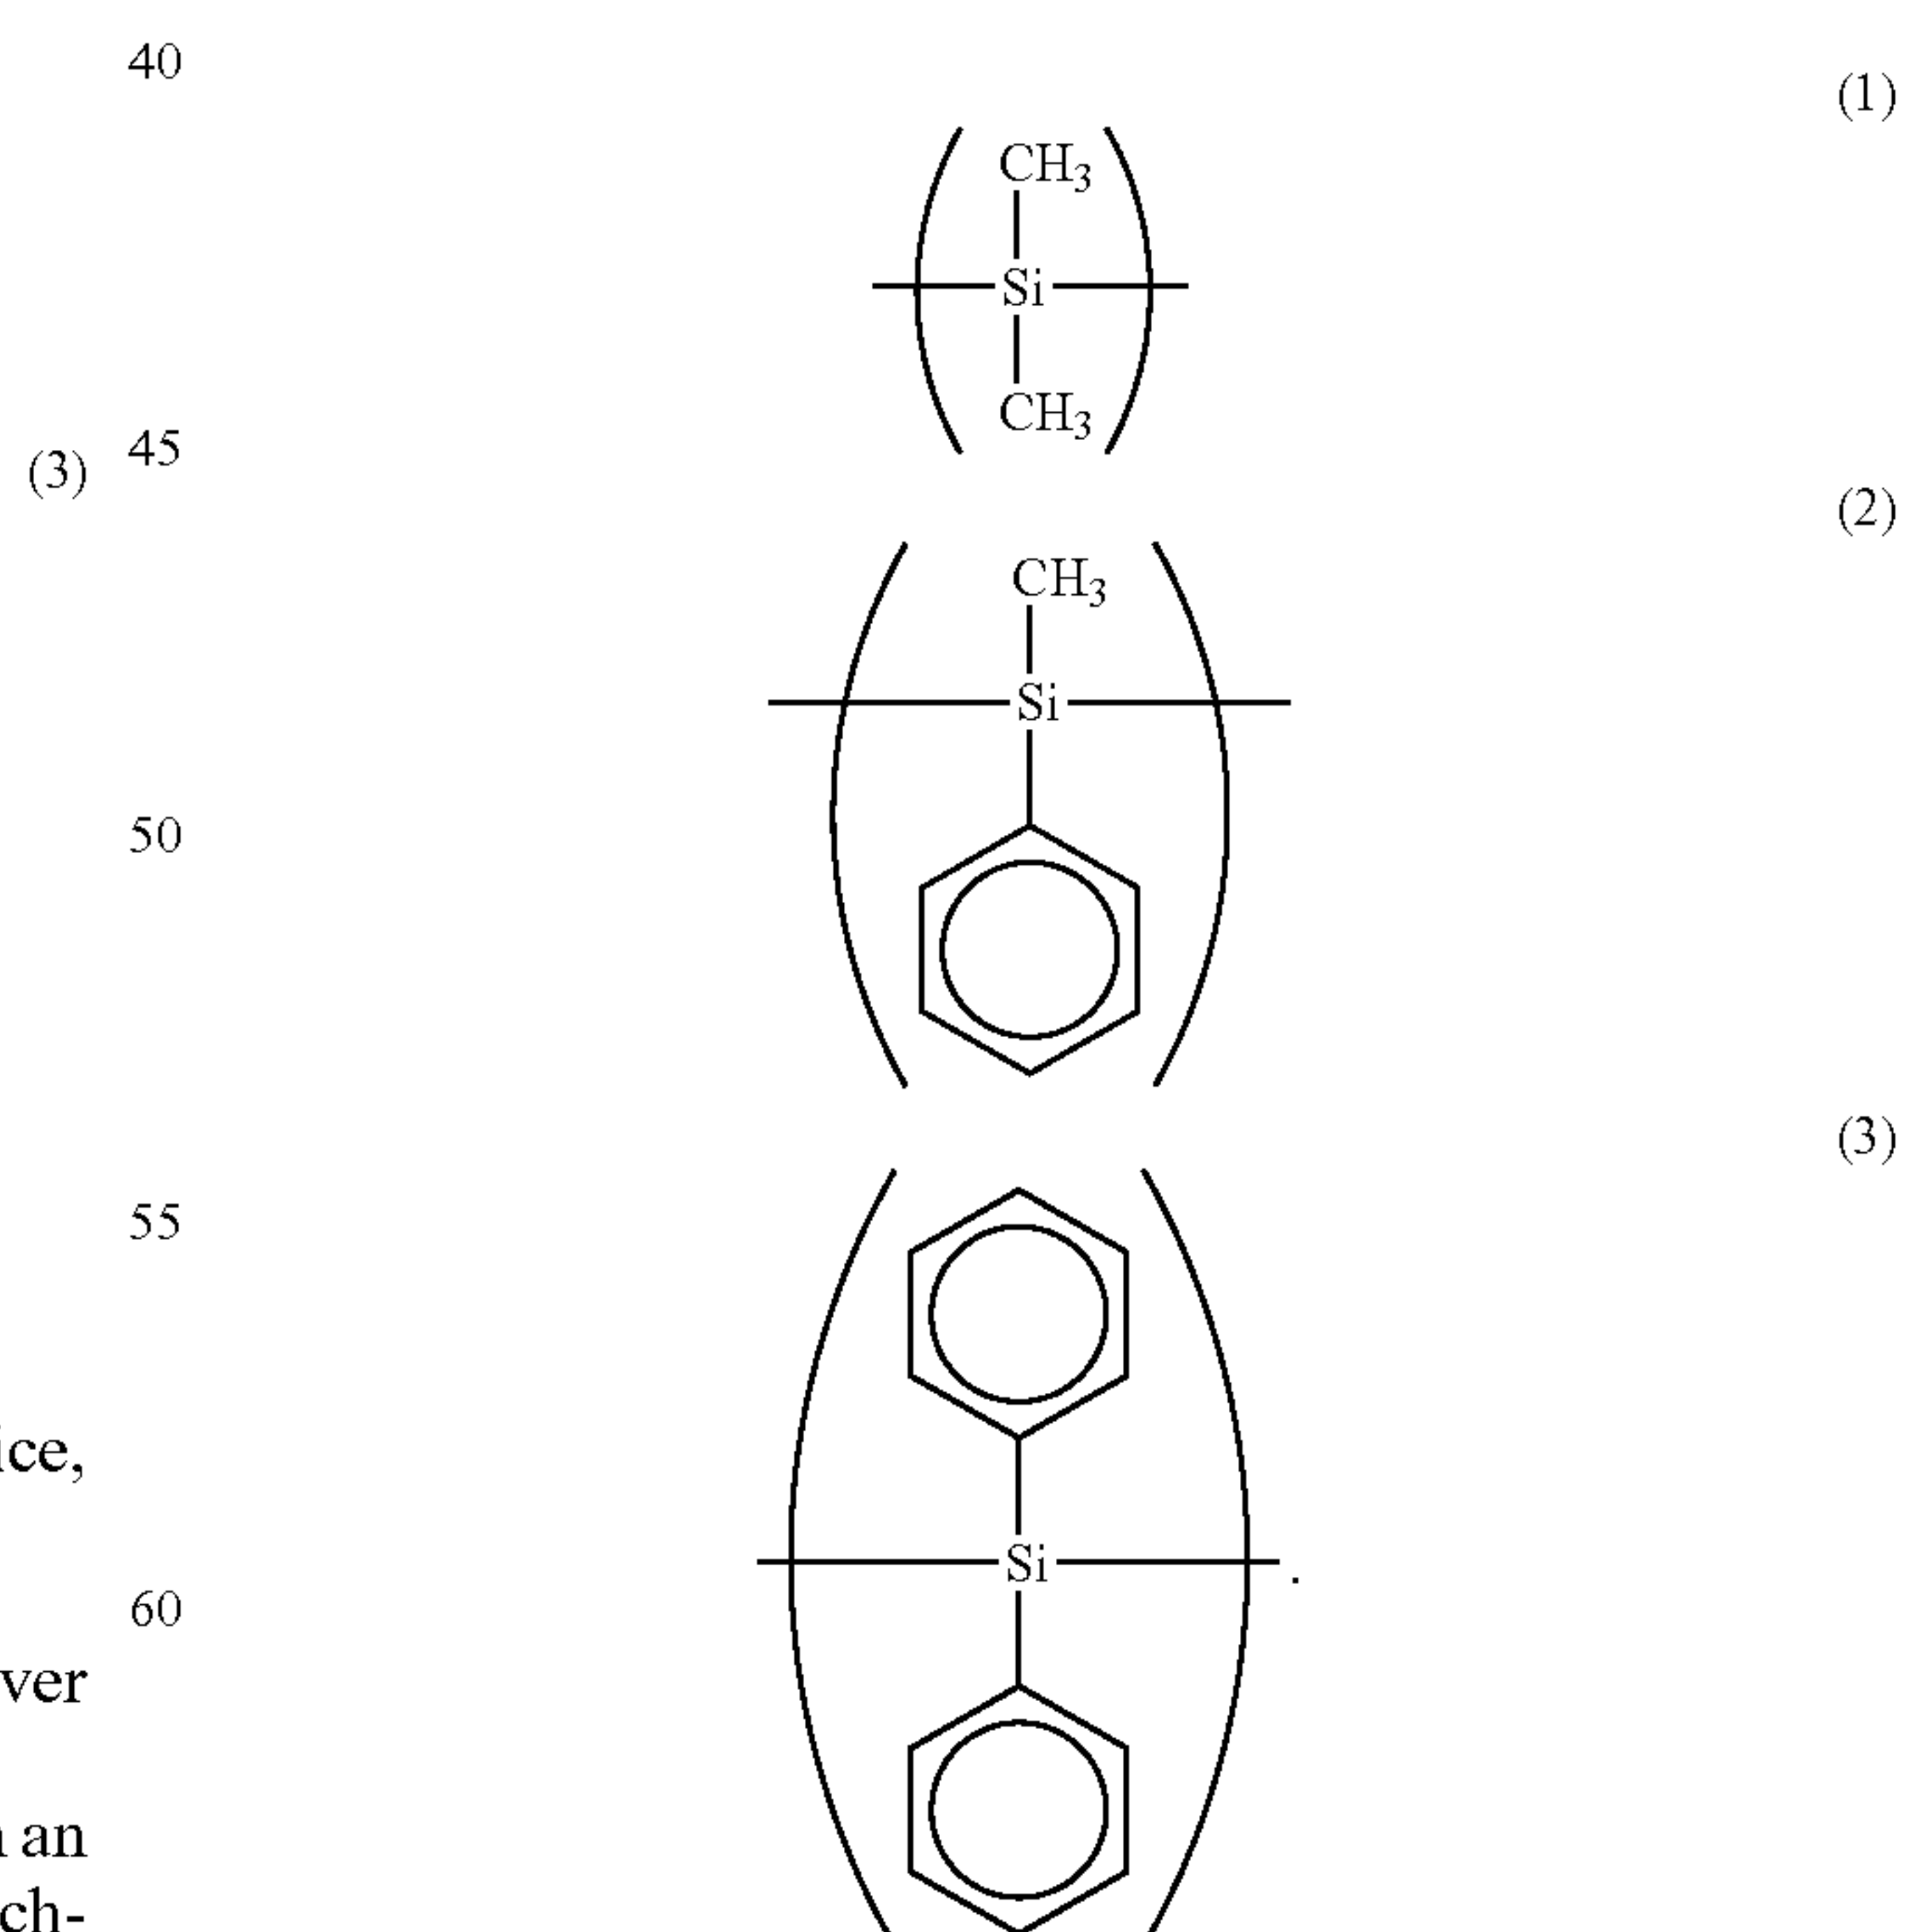 40
(1)
CH3
Si
CH3
(3)
45
(2)
CH3
Si
50
(3)
55
ice,
Si
.
60
ver
an
ch-